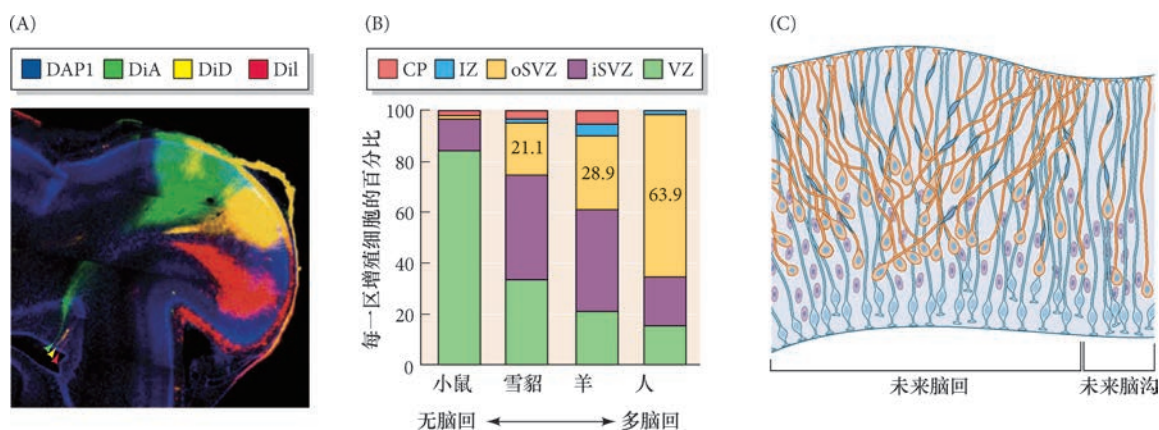 (A)
DAP1 DiA DiD Dil
(B)
CP IZ oSVZ iSVZ VZ
每一区增殖细胞的百分比
100
80
60
40
20
0
21.1
28.9
63.9
小鼠 雪貂 羊 人
无脑回 多脑回
(C)
未来脑回 未来脑沟